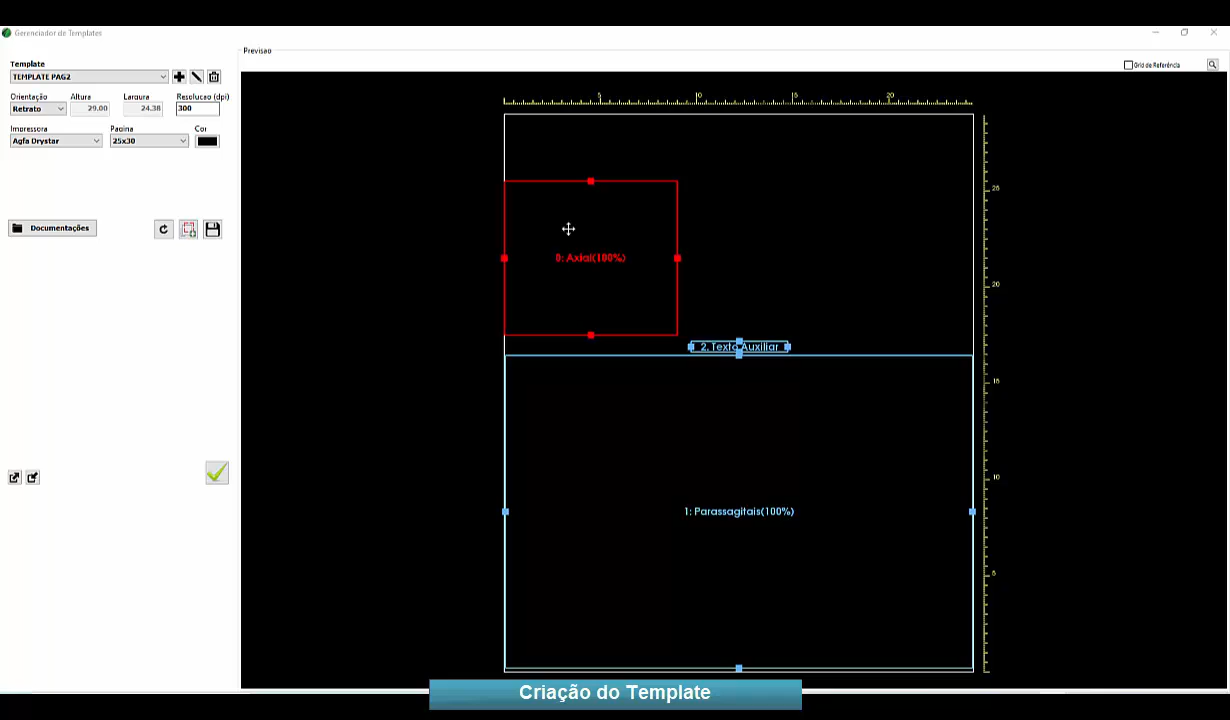 Gerenciador de Templates
Previsao
Template
TEMPLATE PAG2
Grid de Referência
Orientação Altura Largura Resolucao (dpi)
Retrato 29.00 24.38 300
Impressora Pagina Cor
Agfa Drystar 25x30
Documentações
5 10 15 20
25
20
15
10
5
0: Axial(100%)
2. Texto Auxiliar
1: Parassagitais(100%)
Criação do Template